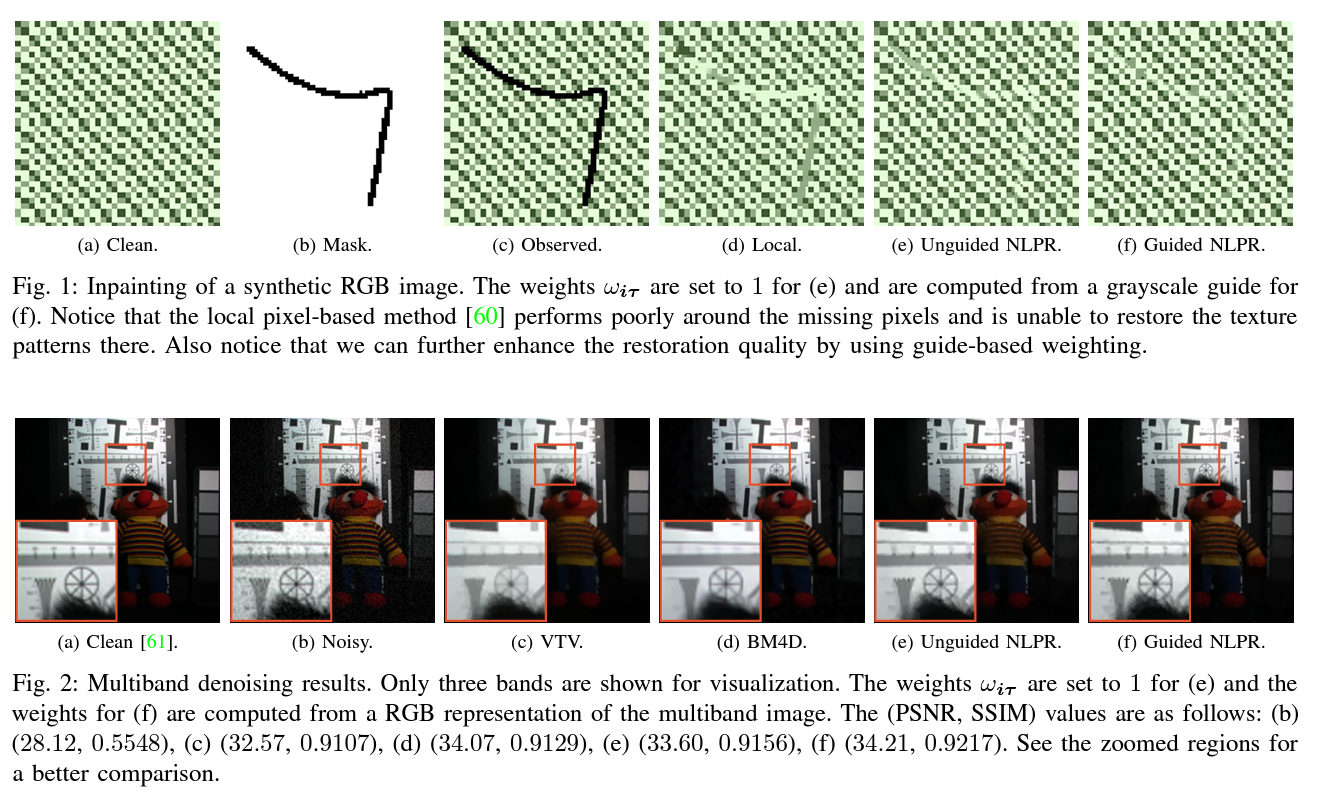 (a) Clean.
(b) Mask.
(c) Observed.
(d) Local.
(e) Unguided NLPR.
(f) Guided NLPR.
Fig. 1: Inpainting of a synthetic RGB image. The weights ω𝒊𝝉 are set to 1 for (e) and are computed from a grayscale guide for
(f). Notice that the local pixel-based method [60] performs poorly around the missing pixels and is unable to restore the texture
patterns there. Also notice that we can further enhance the restoration quality by using guide-based weighting.
(a) Clean [61].
(b) Noisy.
(c) VTV.
(d) BM4D.
(e) Unguided NLPR.
(f) Guided NLPR.
Fig. 2: Multiband denoising results. Only three bands are shown for visualization. The weights ω𝒊𝝉 are set to 1 for (e) and the
weights for (f) are computed from a RGB representation of the multiband image. The (PSNR, SSIM) values are as follows: (b)
(28.12, 0.5548), (c) (32.57, 0.9107), (d) (34.07, 0.9129), (e) (33.60, 0.9156), (f) (34.21, 0.9217). See the zoomed regions for
a better comparison.